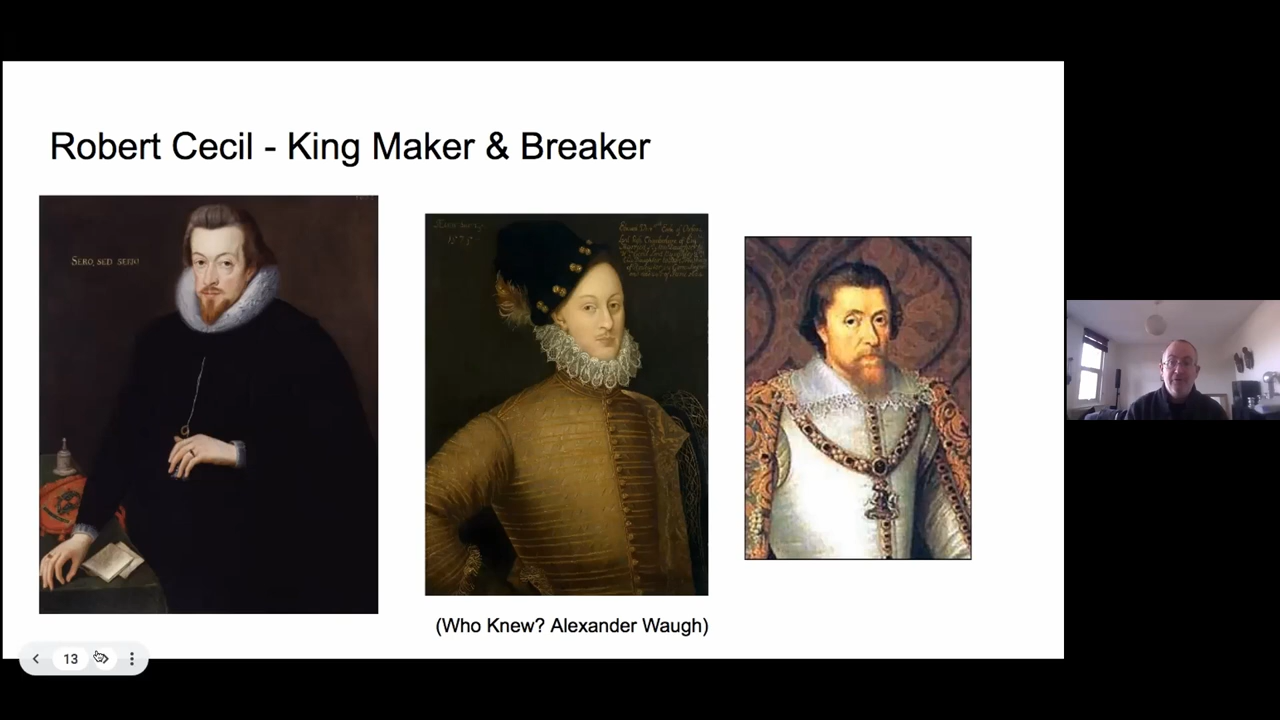 Robert Cecil - King Maker & Breaker
SERO, SED SERIO
(Who Knew? Alexander Waugh)
13